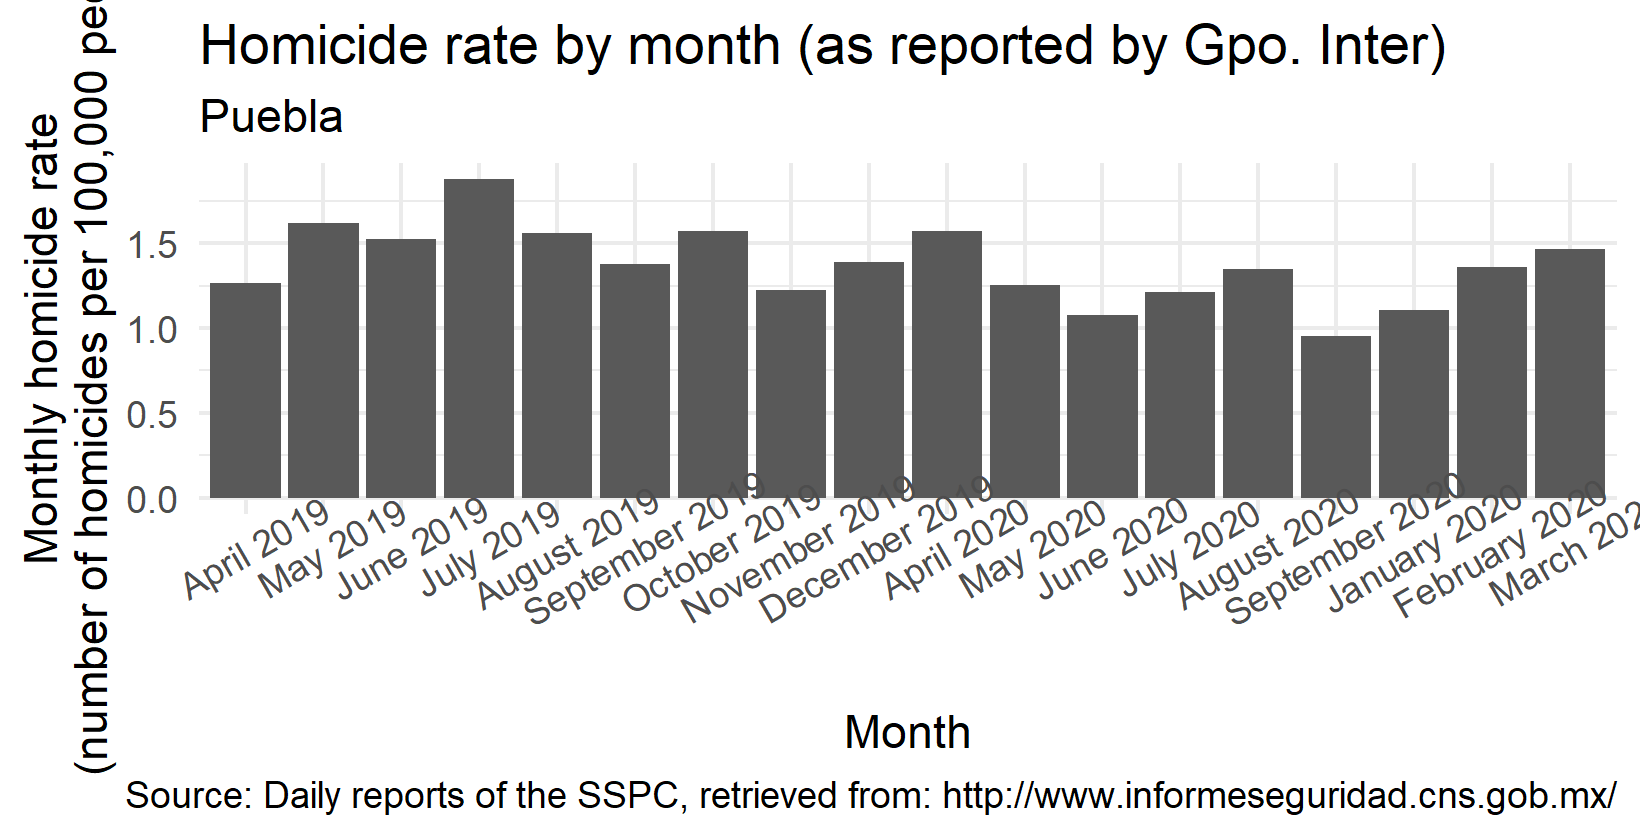 Homicide rate by month (as reported by Gpo. Inter)
Puebla
Monthly homicide rate
(number of homicides per 100,000
1.5
1.0
0.5
0.0
April 2019
May 2019
June 2019
July 2019
August 2019
September 2019
October 2019
November 2019
December 2019
April 2020
May 2020
June 2020
July 2020
August 2020
September 2020
January 2020
February 2020
March
Month
Source: Daily reports of the SSPC, retrieved from: http://www.informeseguridad.cns.gob.mx/